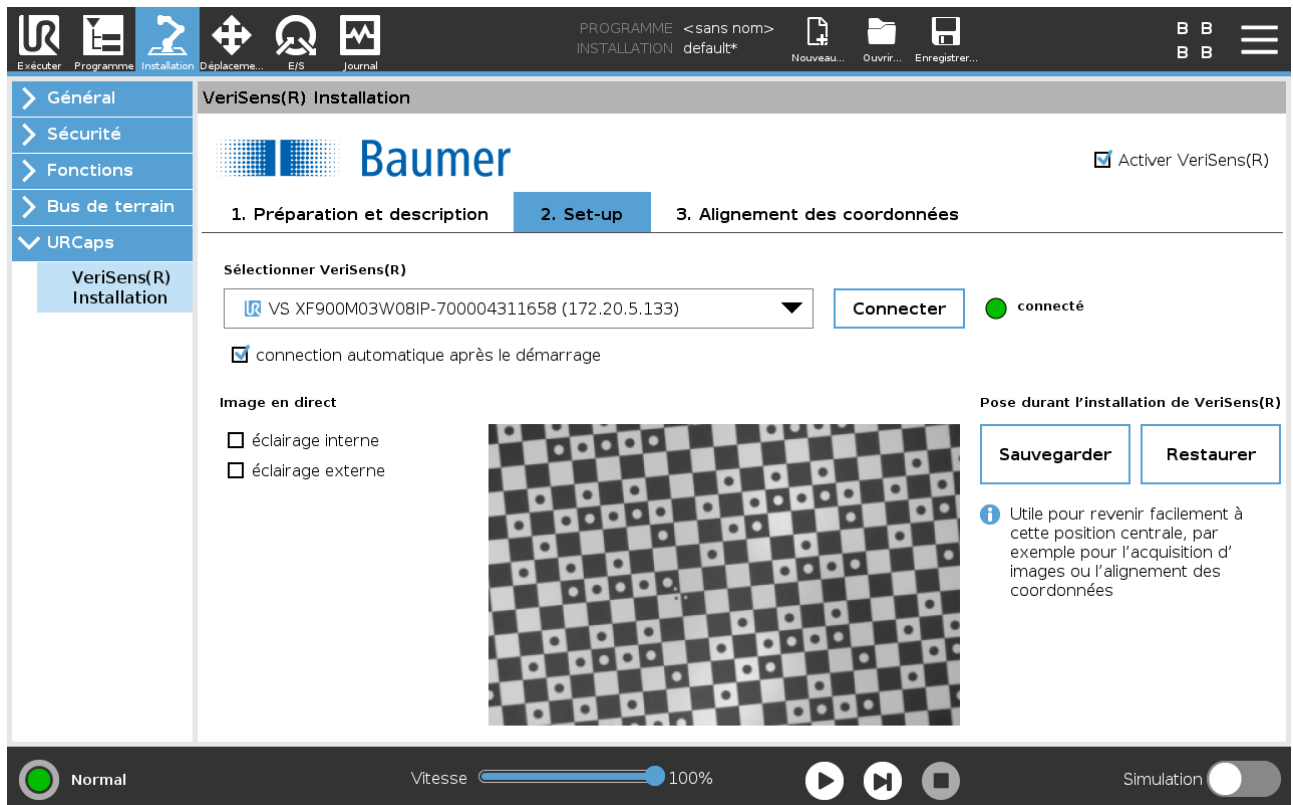 PROGRAMME <sans nom>
INSTALLATION default*
B B
B B
Exécuter
Programme
Installation
Déplaceme...
E/S
Journal
Nouveau...
Ouvrir...
Enregistrer...
Général
Sécurité
Fonctions
Bus de terrain
URCaps
VeriSens(R)
Installation
VeriSens(R) Installation
Baumer
Activer VeriSens(R)
1. Préparation et description
2. Set-up
3. Alignement des coordonnées
Sélectionner VeriSens(R)
VS XF900M03W08IP-700004311658 (172.20.5.133)
Connecter
connecté
connection automatique après le démarrage
Image en direct
éclairage interne
éclairage externe
Pose durant l'installation de VeriSens(R)
Sauvegarder
Restaurer
Utile pour revenir facilement à
cette position centrale, par
exemple pour l'acquisition d'
images ou l'alignement des
coordonnées
Normal
Vitesse
100%
Simulation